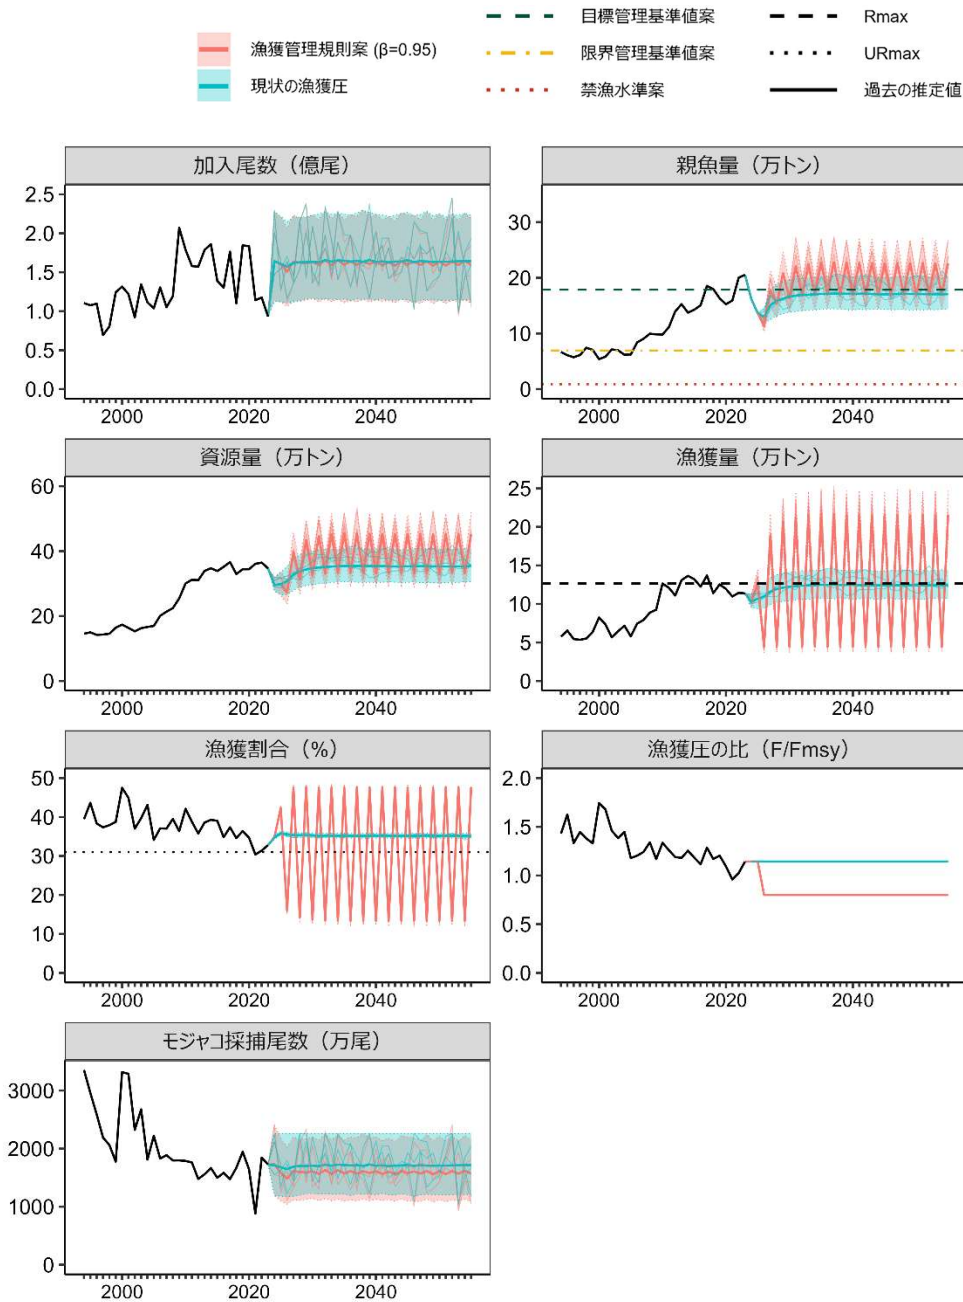 漁獲管理規則案 (β=0.95)
現状の漁獲圧
目標管理基準値案
限界管理基準値案
禁漁水準案
Rmax
URmax
過去の推定値
加入尾数（億尾）
2.5
2.0
1.5
1.0
0.5
0.0
2000 2020 2040
親魚量（万トン）
30
20
10
0
2000 2020 2040
資源量（万トン）
60
40
20
0
2000 2020 2040
漁獲量（万トン）
25
20
15
10
5
0
2000 2020 2040
漁獲割合（%）
50
40
30
20
10
0
2000 2020 2040
漁獲圧の比（F/Fmsy）
2.0
1.5
1.0
0.5
0.0
2000 2020 2040
モジャコ採捕尾数（万尾）
3000
2000
1000
0
2000 2020 2040